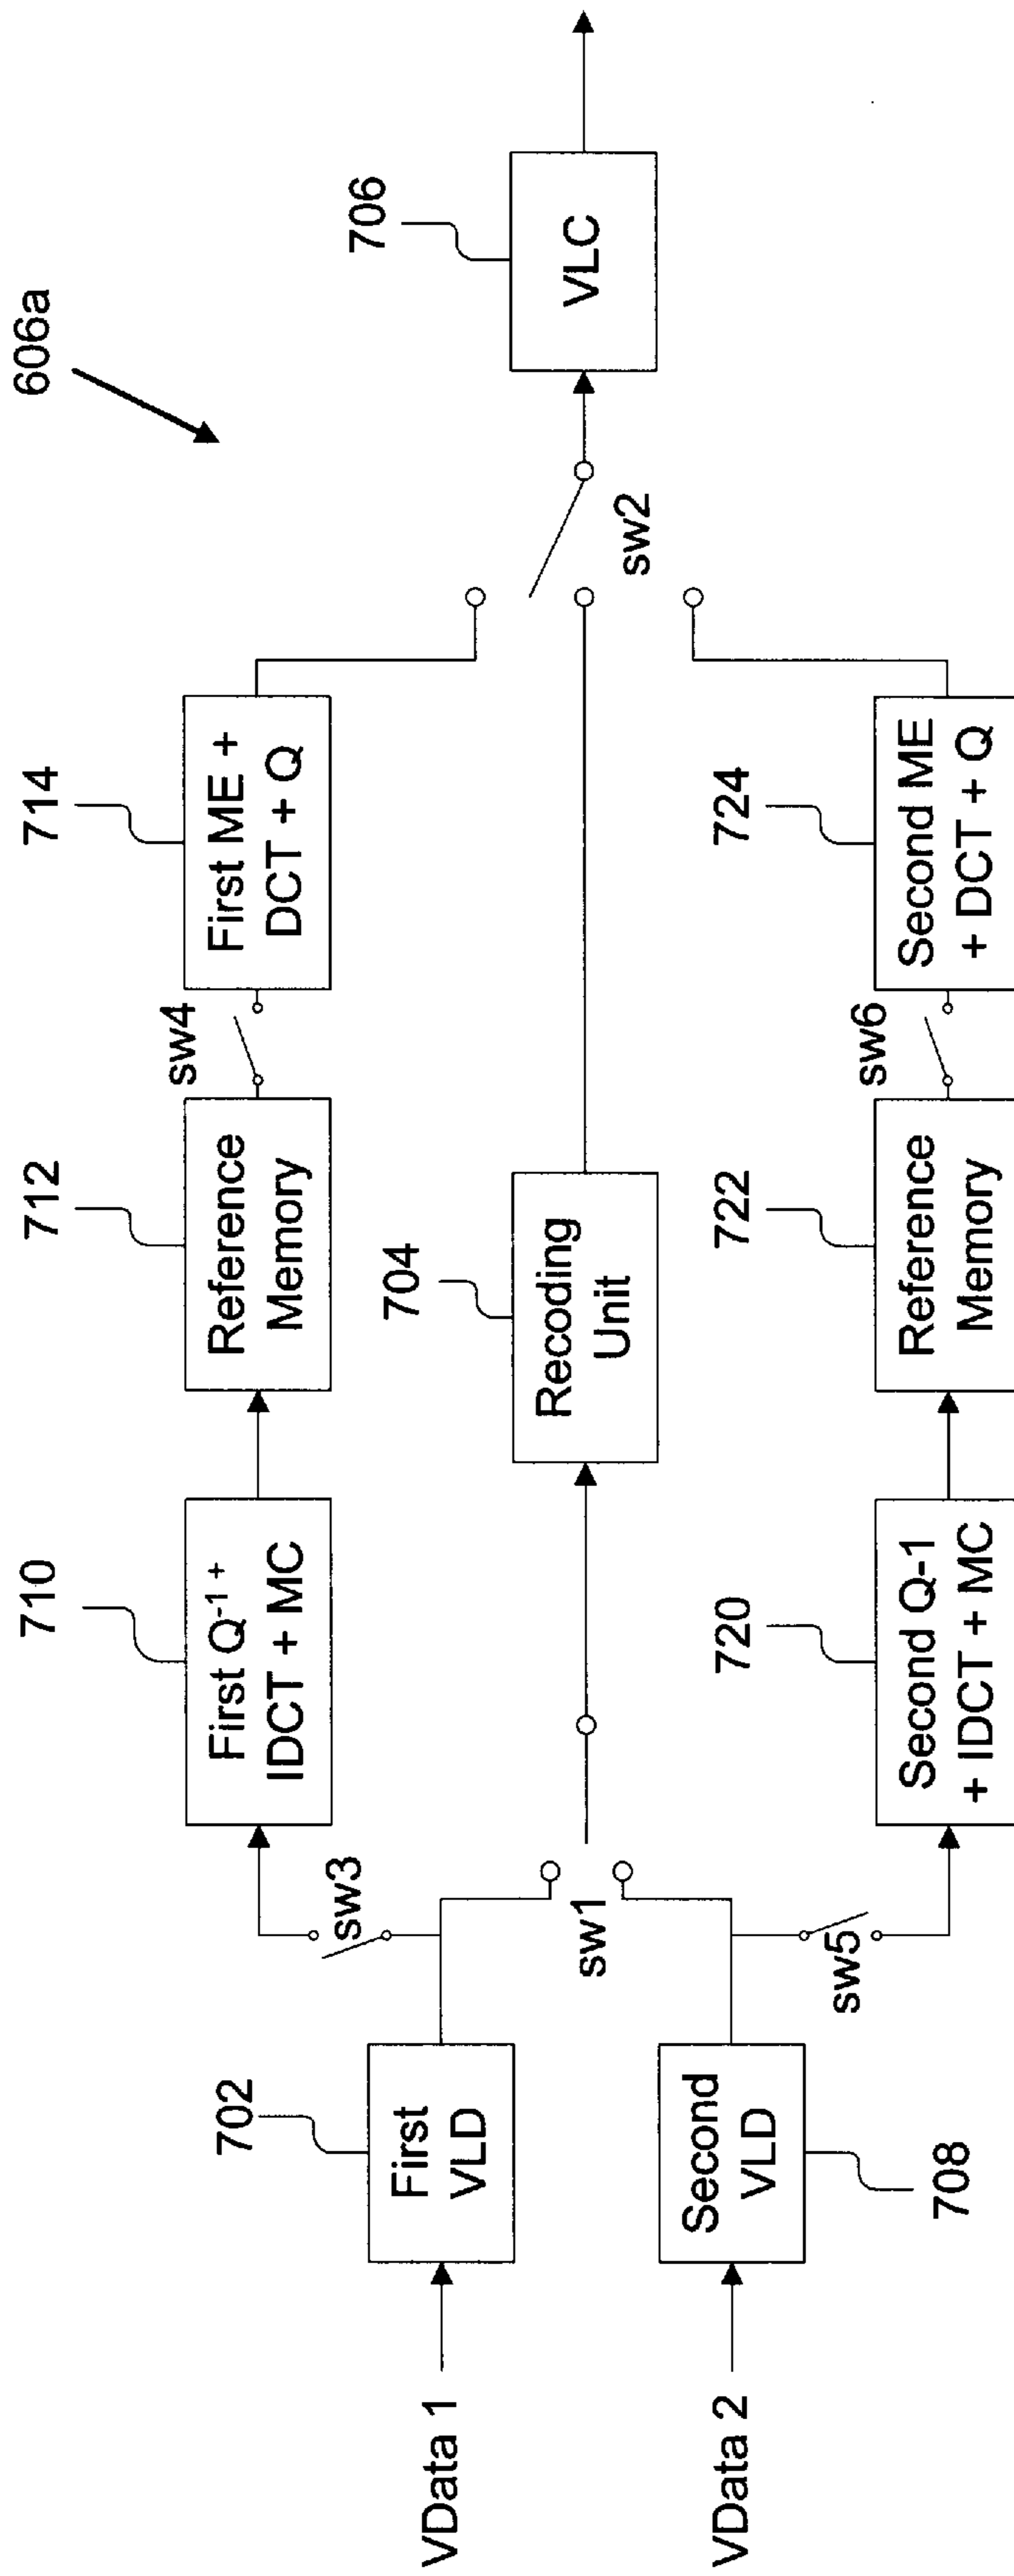 606a
710
First Q-1 +
IDCT + MC
712
Reference
Memory
714
First ME +
DCT + Q
sw3
sw4
702
First
VLD
VData 1
sw1
704
Recoding
Unit
sw2
706
VLC
VData 2
Second
VLD
708
sw5
720
Second Q-1
+ IDCT + MC
722
Reference
Memory
sw6
724
Second ME
+ DCT + Q